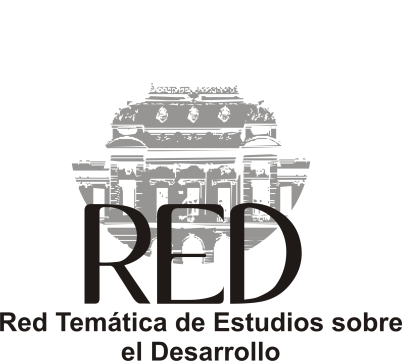 RED
Red Temática de Estudios sobre
el Desarrollo